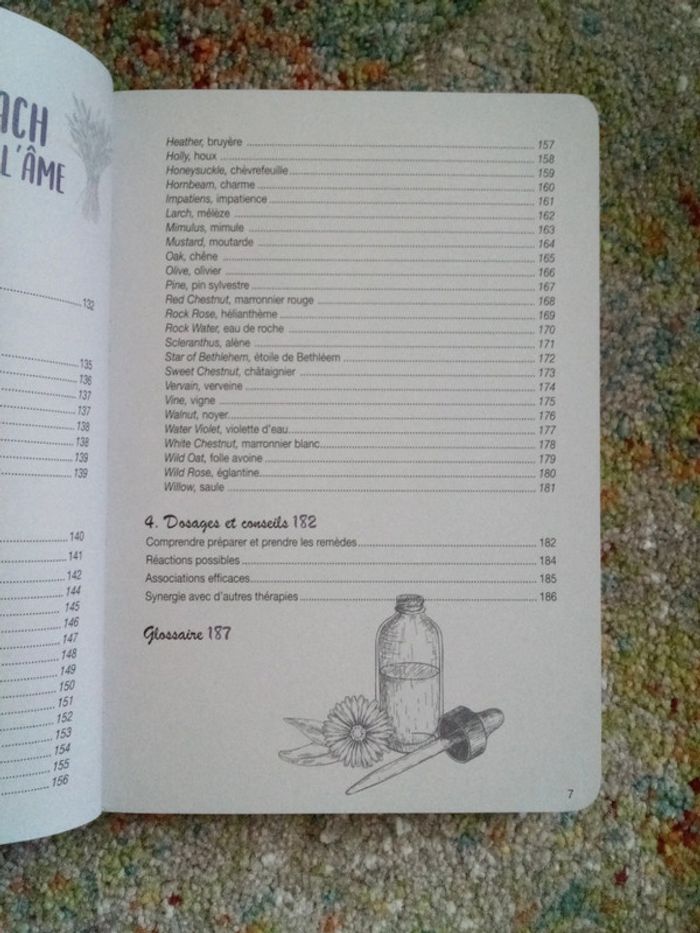 ACH
L'ÂME
132
135
136
137
137
138
138
139
139
140
141
142
144
145
146
147
148
149
150
151
152
153
154
155
156
Heather, bruyère 157
Holly, houx 158
Honeysuckle, chèvrefeuille 159
Hornbeam, charme 160
Impatiens, impatience 161
Larch, mélèze 162
Mimulus, mimule 163
Mustard, moutarde 164
Oak, chêne 165
Olive, olivier 166
Pine, pin sylvestre 167
Red Chestnut, marronnier rouge 168
Rock Rose, hélianthème 169
Rock Water, eau de roche 170
Scleranthus, alène 171
Star of Bethlehem, étoile de Bethléem 172
Sweet Chestnut, châtaignier 173
Vervain, verveine 174
Vine, vigne 175
Walnut, noyer 176
Water Violet, violette d'eau 177
White Chestnut, marronnier blanc 178
Wild Oat, folle avoine 179
Wild Rose, églantine 180
Willow, saule 181
4. Dosages et conseils 182
Comprendre préparer et prendre les remèdes 182
Réactions possibles 184
Associations efficaces 185
Synergie avec d'autres thérapies 186
Glossaire 187
7